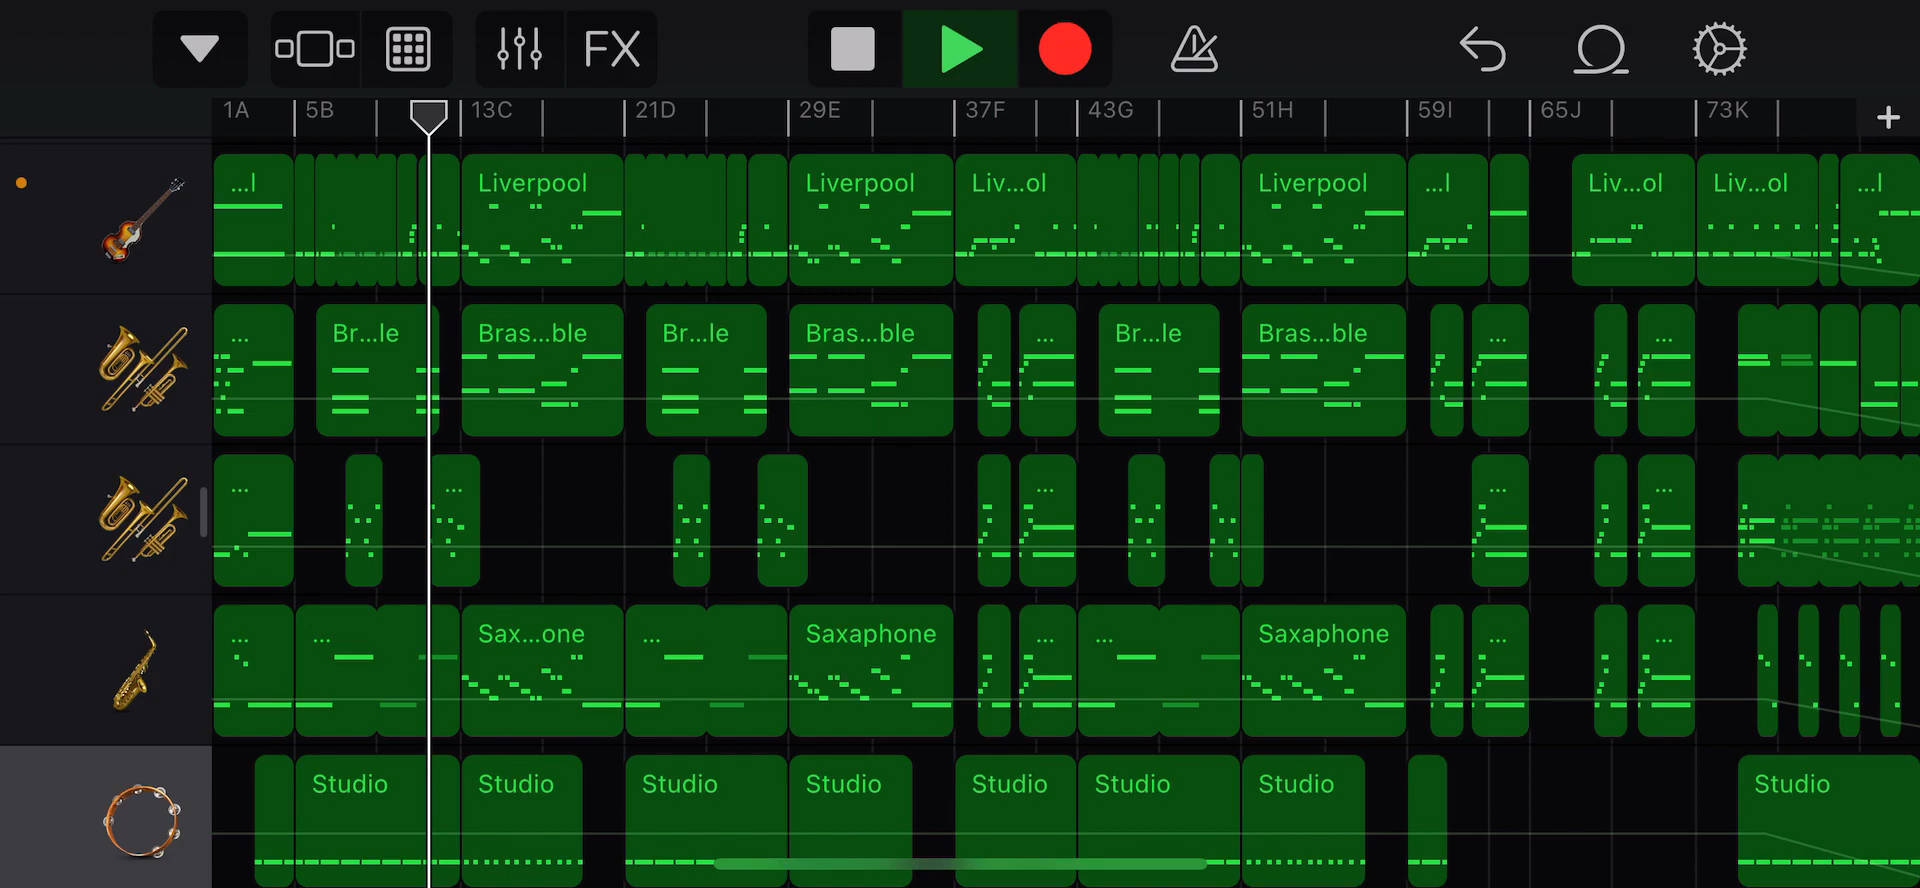 FX
1A 5B 13C 21D 29E 37F 43G 51H 59I 65J 73K
...l Liverpool Liverpool Liv...ol Liverpool ...l Liv...ol Liv...ol ...l
... Br...le Bras...ble Br...le Bras...ble ... Br...le Bras...ble ... ...
... ... ... ... ...
... ... Sax...one ... Saxaphone ... ... Saxaphone ... ...
Studio Studio Studio Studio Studio Studio Studio Studio